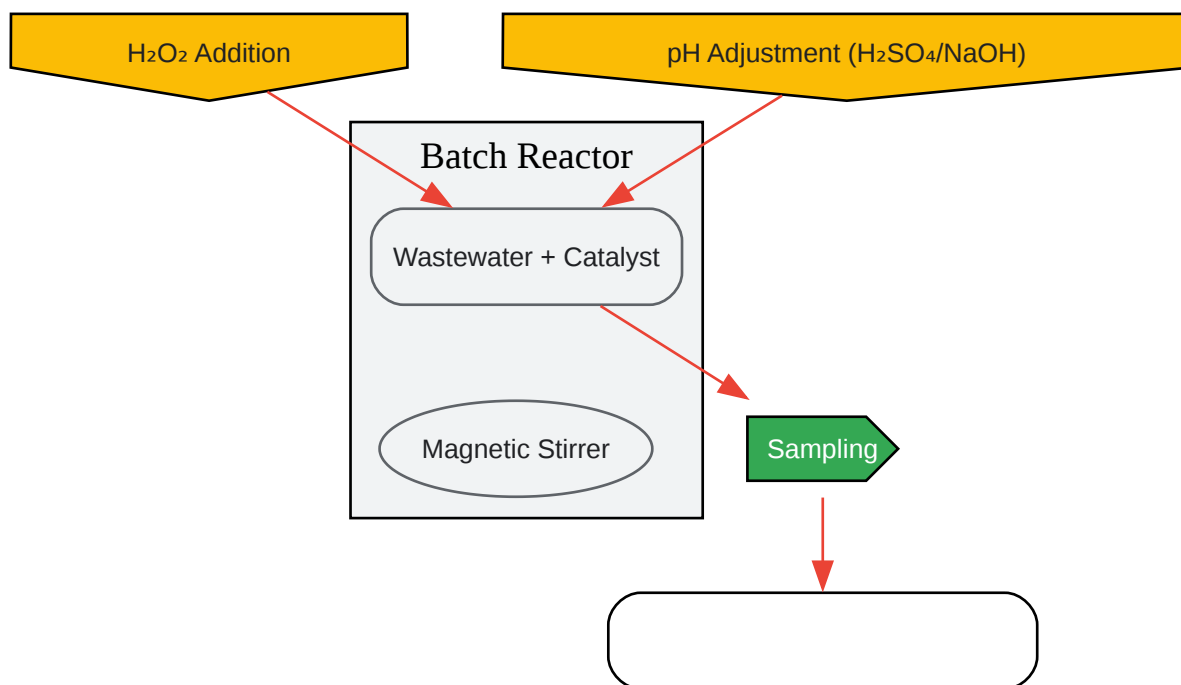 H₂O₂ Addition
pH Adjustment (H₂SO₄/NaOH)
Batch Reactor
Wastewater + Catalyst
Magnetic Stirrer
Sampling